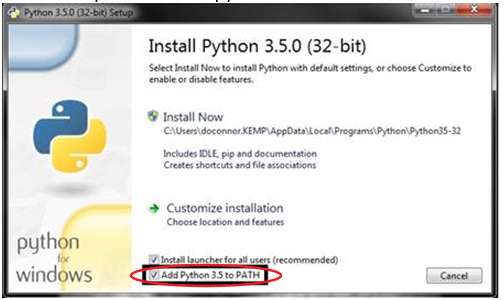 Python 3.5.0 (32-bit) Setup
Install Python 3.5.0 (32-bit)
Select Install Now to install Python with default settings, or choose Customize to
enable or disable features.
Install Now
C:\Users\doconnor.KEMP\AppData\Local\Programs\Python\Python35-32
Includes IDLE, pip and documentation
Creates shortcuts and file associations
Customize installation
Choose location and features
python
for
windows
Install launcher for all users (recommended)
Add Python 3.5 to PATH
Cancel